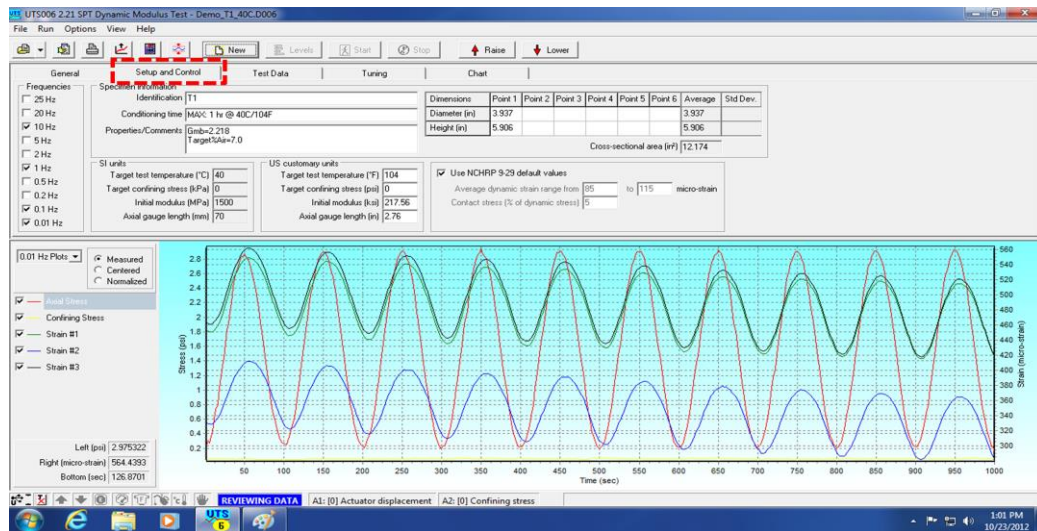 UTS006 2.21 SPT Dynamic Modulus Test - Demo_T1_40C.D006
File Run Options View Help
New Levels Start Stop Raise Lower
General Setup and Control Test Data Tuning Chart
Frequencies
25 Hz
20 Hz
10 Hz
5 Hz
2 Hz
1 Hz
0.5 Hz
0.2 Hz
0.1 Hz
0.01 Hz
Specimen information
Identification T1
Conditioning time MAX: 1 hr @ 40C/104F
Properties/Comments Gmb=2.218
Target%Air=7.0
Dimensions Point 1 Point 2 Point 3 Point 4 Point 5 Point 6 Average Std Dev.
Diameter (in) 3.937 3.937
Height (in) 5.906 5.906
Cross-sectional area (in²) 12.174
SI units
Target test temperature (°C) 40
Target confining stress (kPa) 0
Initial modulus (MPa) 1500
Axial gauge length (mm) 70
US customary units
Target test temperature (°F) 104
Target confining stress (psi) 0
Initial modulus (ksi) 217.56
Axial gauge length (in) 2.76
Use NCHRP 9-29 default values
Average dynamic strain range from 85 to 115 micro-strain
Contact stress (% of dynamic stress) 5
0.01 Hz Plots
Measured
Centered
Normalized
Axial Stress
Confining Stress
Strain #1
Strain #2
Strain #3
Left (psi) 2.975322
Right (micro-strain) 564.4393
Bottom (sec) 126.8701
Stress (psi)
2.8
2.6
2.4
2.2
2
1.8
1.6
1.4
1.2
1
0.8
0.6
0.4
0.2
560
540
520
500
480
460
440
420
400
380
360
340
320
300
Strain (micro-strain)
50 100 150 200 250 300 350 400 450 500 550 600 650 700 750 800 850 900 950 1000
Time (sec)
REVIEWING DATA A1: [0] Actuator displacement A2: [0] Confining stress
UTS
6
1:01 PM
10/23/2012